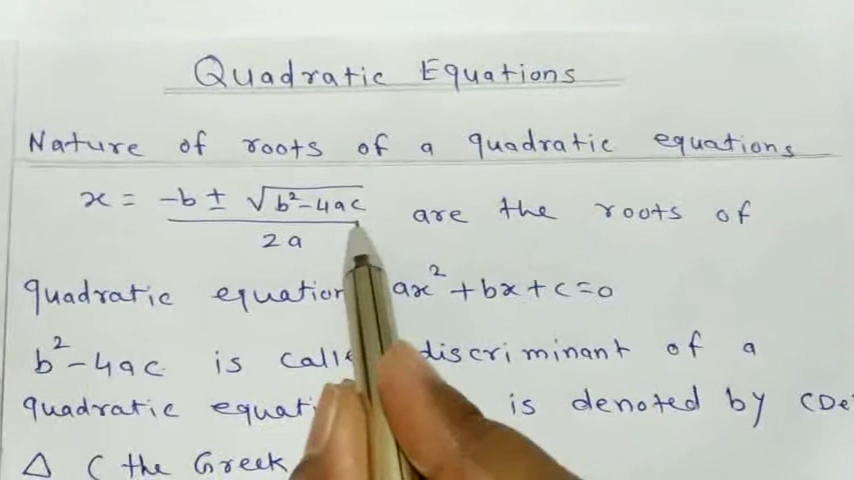 Quadratic Equations
Nature of roots of a quadratic equations
x = -b ± √b²-4ac / 2a are the roots of
quadratic equation ax² + bx + c = 0
b² - 4ac is discriminant of a
quadratic is denoted by
Δ ( the Greek